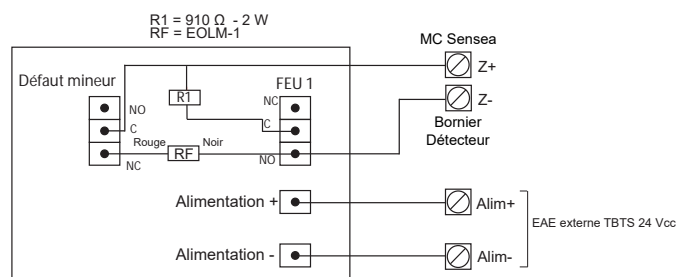 R1 = 910 Ω - 2 W
RF = EOLM-1
MC Sensea
Défaut mineur
FEU 1
Z+
NC
R1
NO
Z-
C
C
Bornier
Détecteur
Rouge
Noir
RF
NO
NC
Alimentation +
Alim+
EAE externe TBTS 24 Vcc
Alimentation -
Alim-